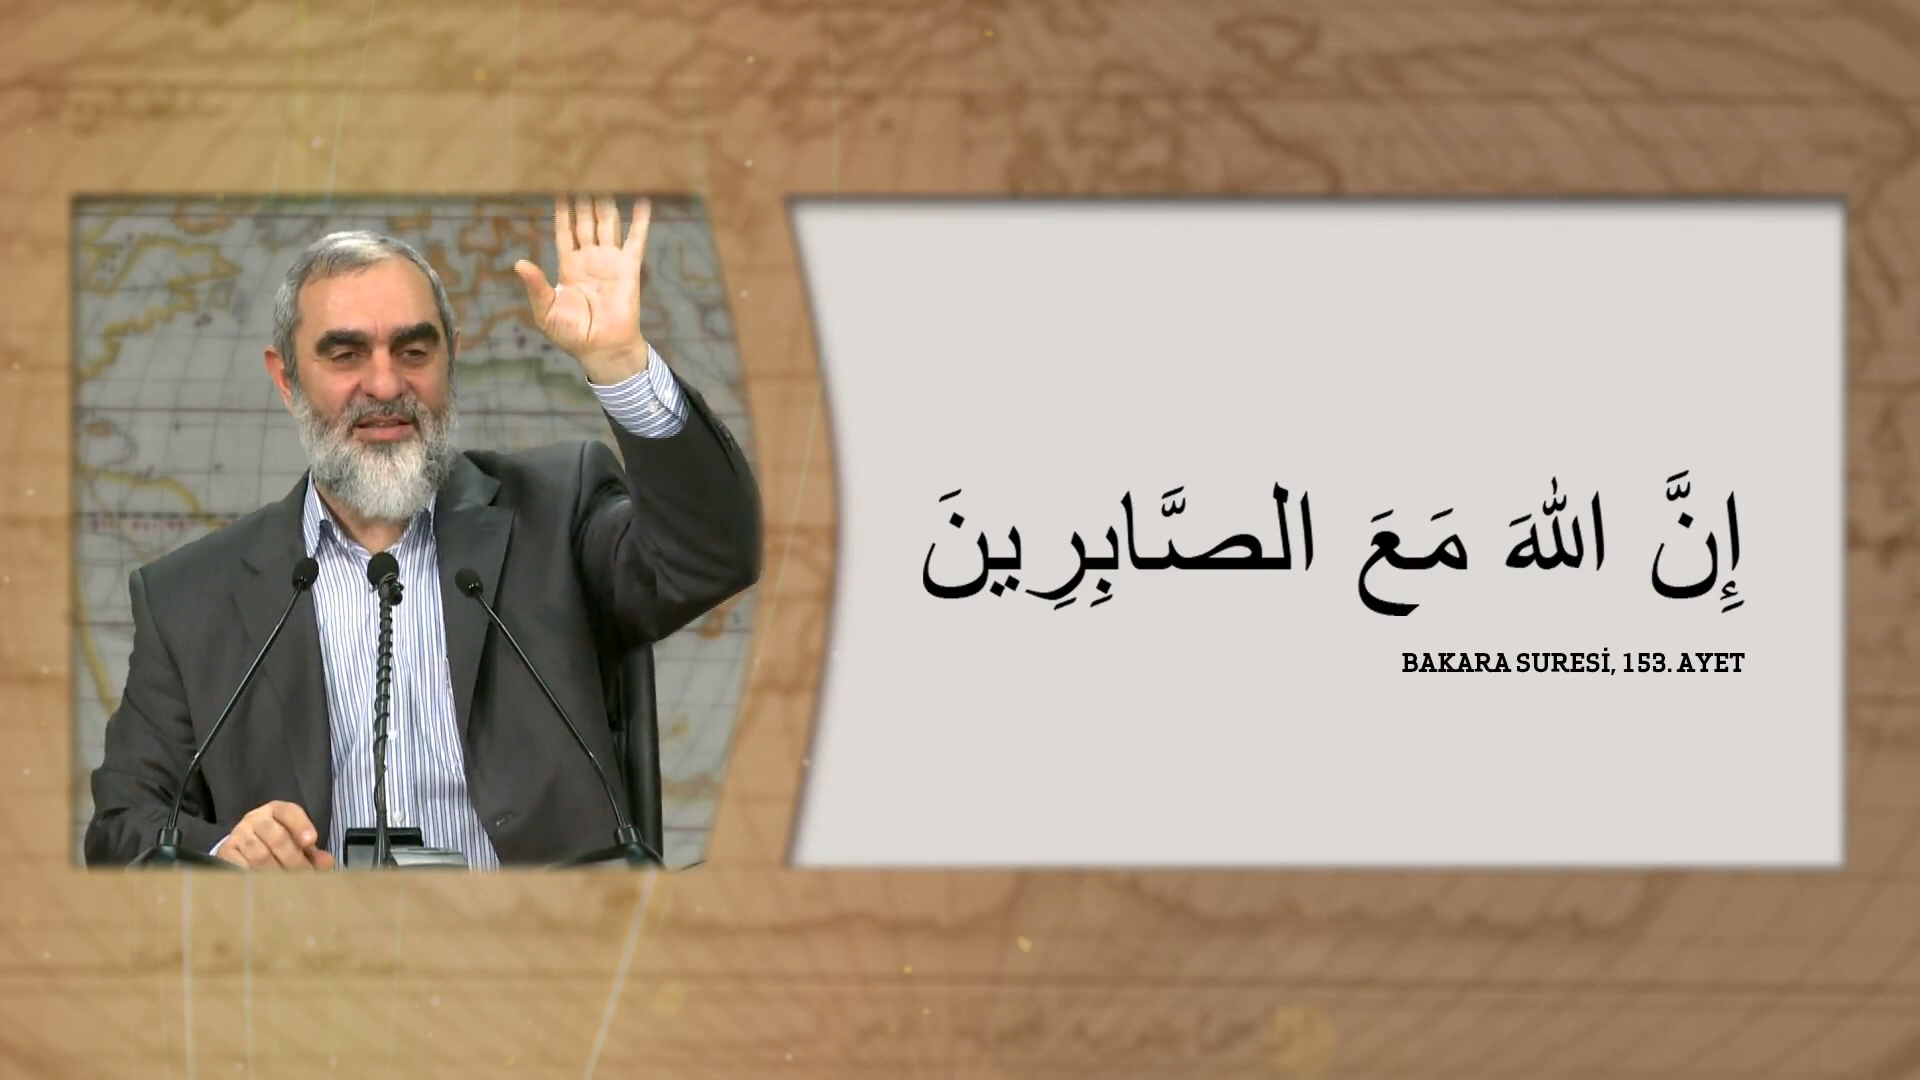 إِنَّ اللّٰهَ مَعَ الصَّابِرِينَ
BAKARA SURESİ, 153. AYET